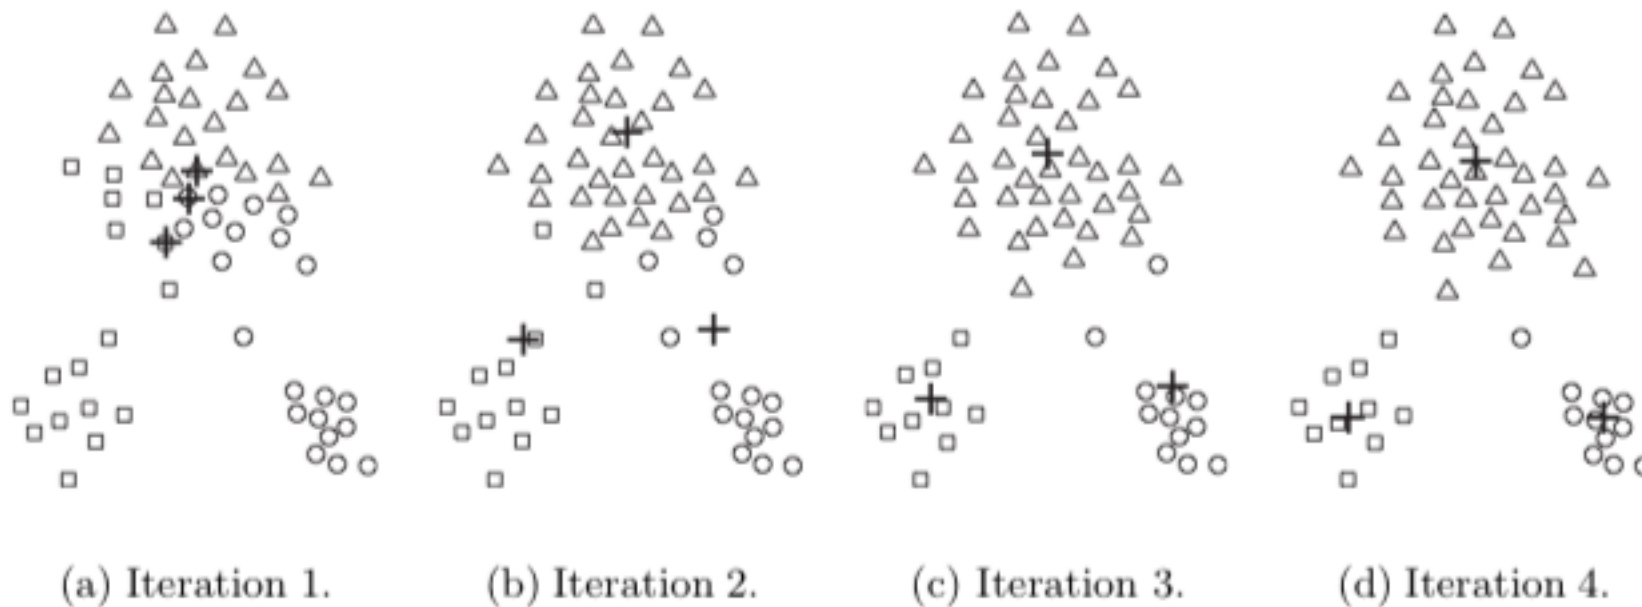 (a) Iteration 1.
(b) Iteration 2.
(c) Iteration 3.
(d) Iteration 4.